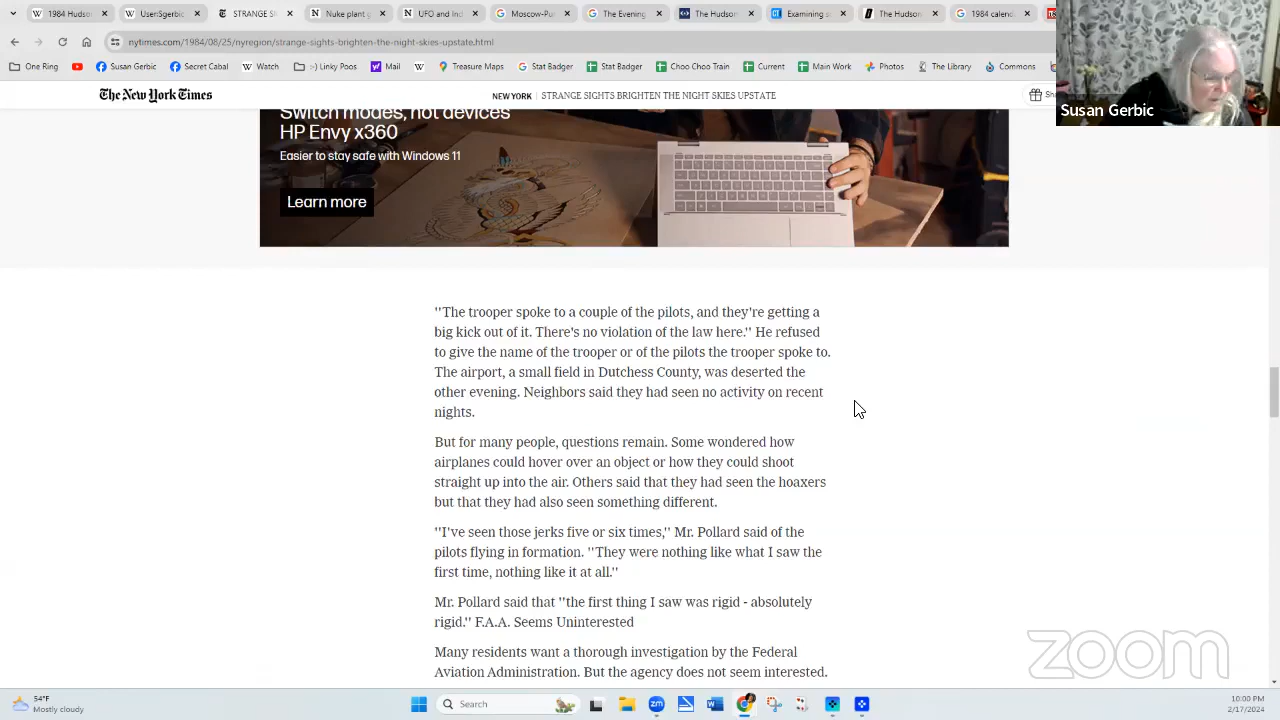 1984 Hudson
UserSgerbic
STRANGE SI
Nuke pilot g
UFO and Ind
Moscow-Pur
The Evening
The Hudson
Examining s
The Hudson
1984 calend
nytimes.com/1984/08/25/nyregion/strange-sights-brighten-the-night-skies-upstate.html
One Ring
Susan Gerbic
Secret Cabal
Watch
:-) Linky Poos
Mail
Treasure Maps
Stat Badger
Stat Badger
Choo Choo Train
Current
Main Work
Photos
The Library
Commons
Susan Gerbic
The New York Times
NEW YORK | STRANGE SIGHTS BRIGHTEN THE NIGHT SKIES UPSTATE
Switch modes, not devices
HP Envy x360
Easier to stay safe with Windows 11
Learn more
''The trooper spoke to a couple of the pilots, and they're getting a
big kick out of it. There's no violation of the law here.'' He refused
to give the name of the trooper or of the pilots the trooper spoke to.
The airport, a small field in Dutchess County, was deserted the
other evening. Neighbors said they had seen no activity on recent
nights.
But for many people, questions remain. Some wondered how
airplanes could hover over an object or how they could shoot
straight up into the air. Others said that they had seen the hoaxers
but that they had also seen something different.
''I've seen those jerks five or six times,'' Mr. Pollard said of the
pilots flying in formation. ''They were nothing like what I saw the
first time, nothing like it at all.''
Mr. Pollard said that ''the first thing I saw was rigid - absolutely
rigid.'' F.A.A. Seems Uninterested
Many residents want a thorough investigation by the Federal
Aviation Administration. But the agency does not seem interested.
zoom
54°F
Mostly cloudy
Search
10:00 PM
2/17/2024